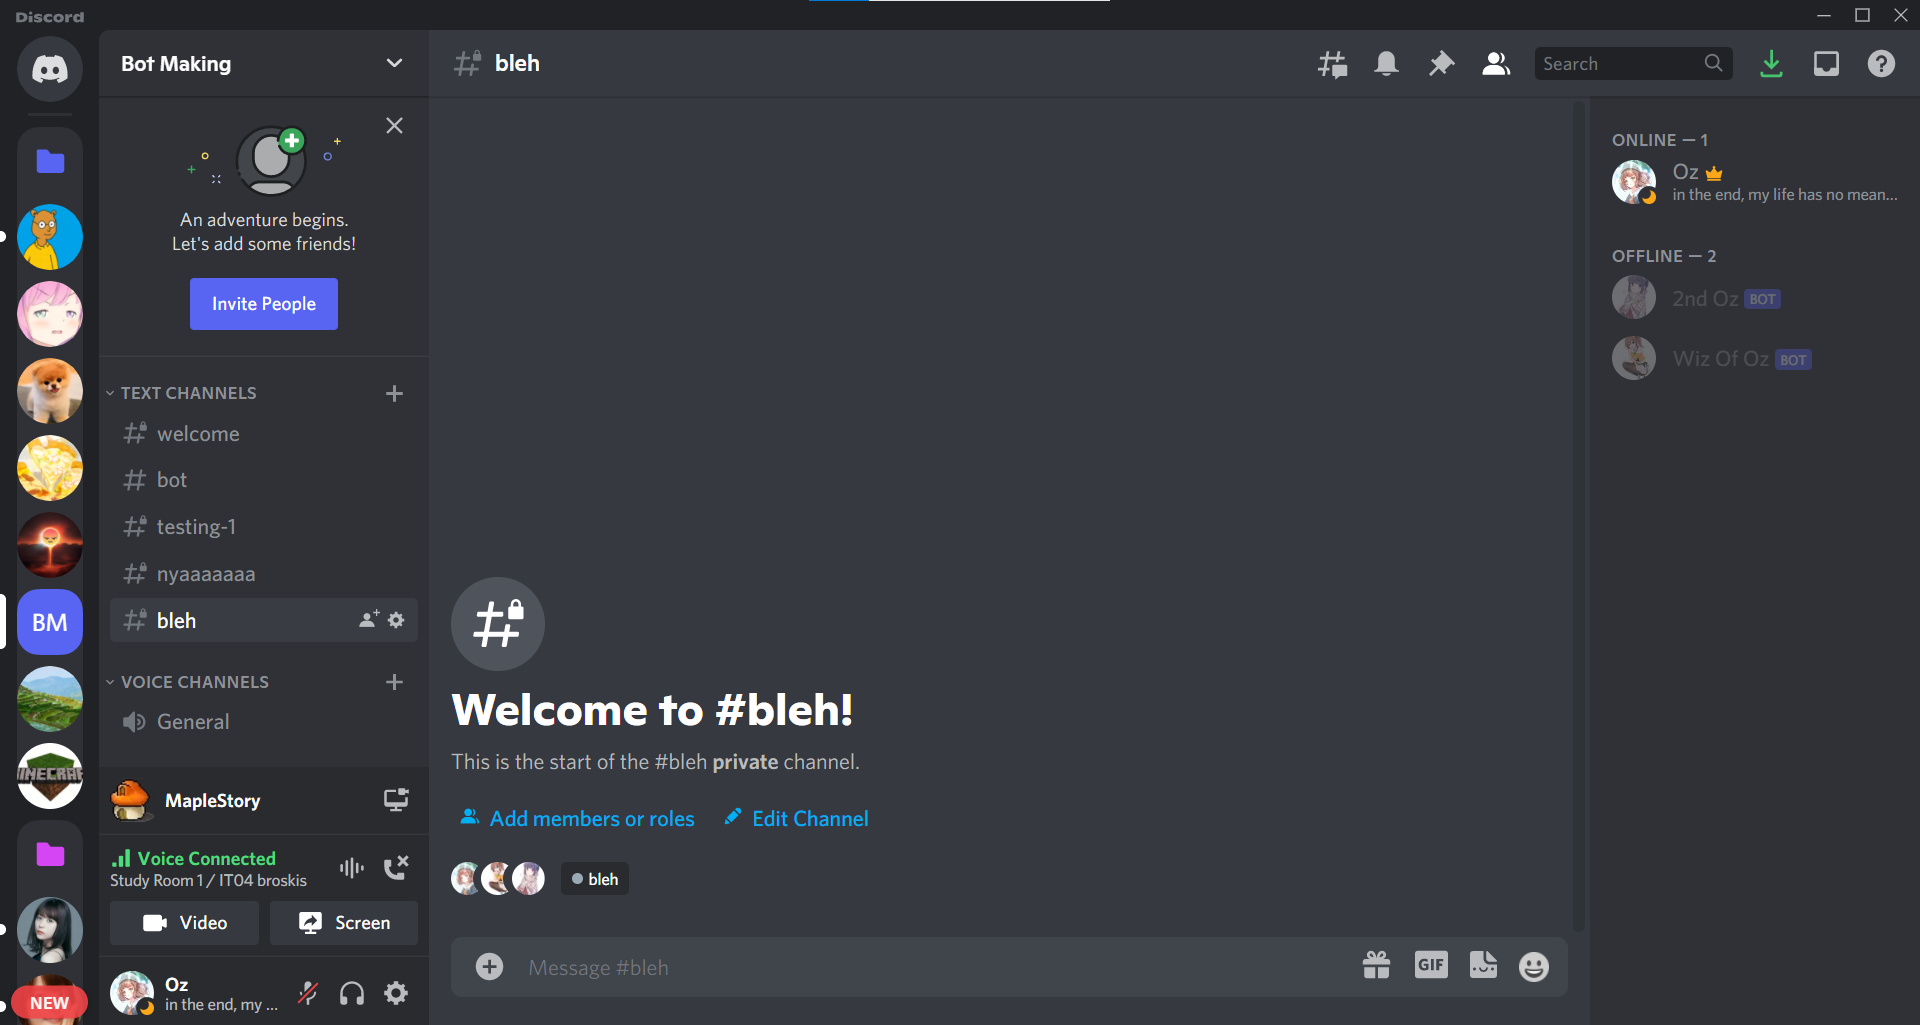 Discord
Bot Making
An adventure begins.
Let's add some friends!
Invite People
TEXT CHANNELS
welcome
bot
testing-1
nyaaaaaaa
bleh
VOICE CHANNELS
General
MapleStory
Voice Connected
Study Room 1 / IT04 broskis
Video
Screen
Oz
in the end, my ...
BM
MINECRAF
NEW
bleh
Search
Welcome to #bleh!
This is the start of the #bleh private channel.
Add members or roles
Edit Channel
bleh
Message #bleh
GIF
ONLINE — 1
Oz
in the end, my life has no mean...
OFFLINE — 2
2nd Oz BOT
Wiz Of Oz BOT